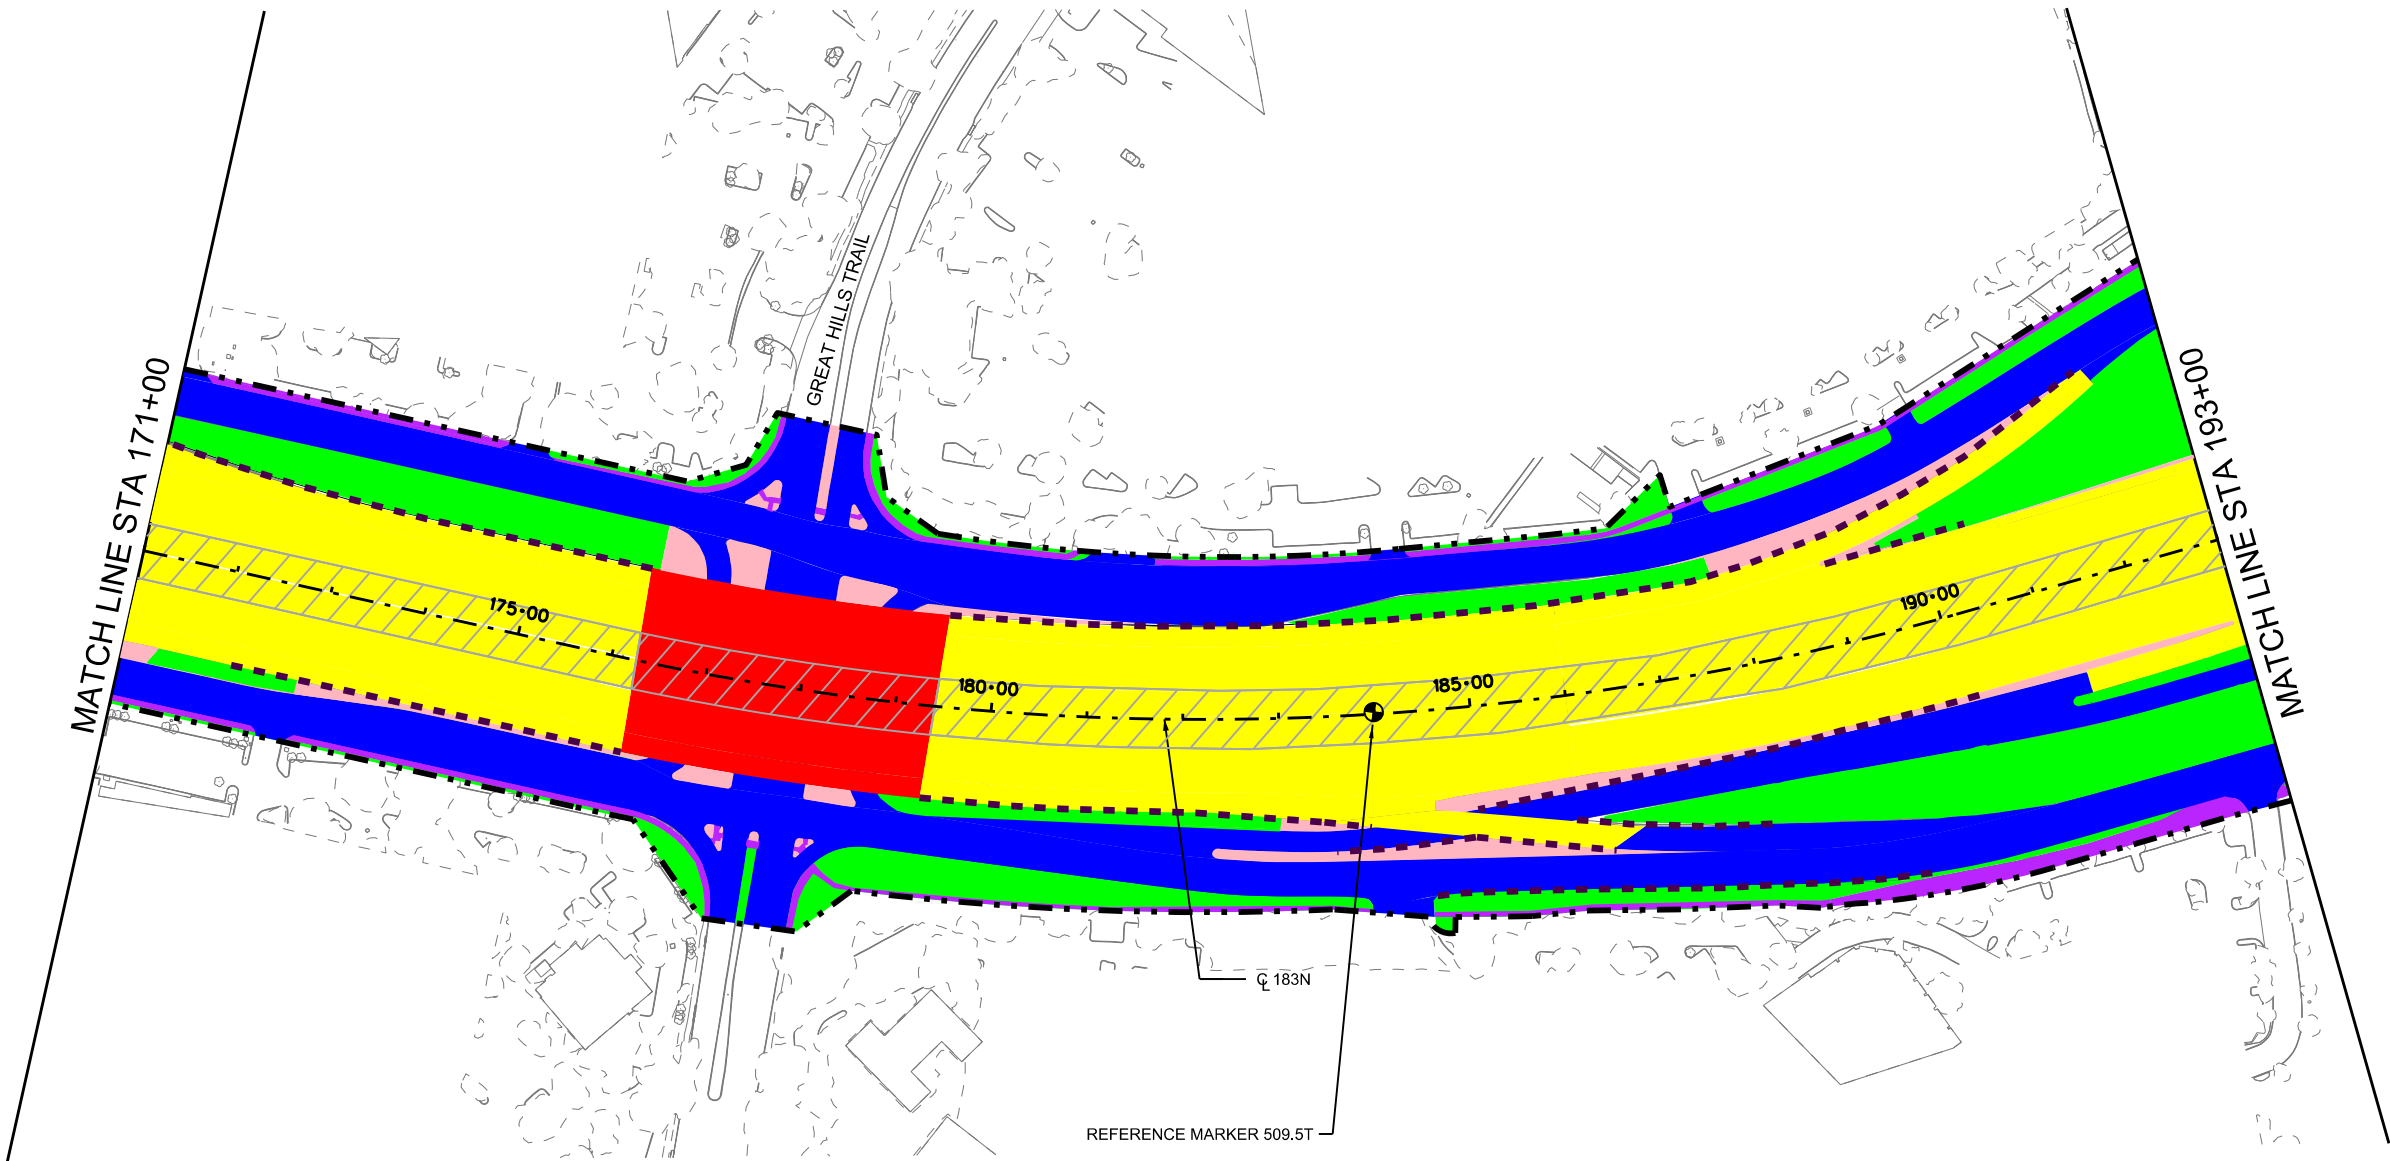 MATCH LINE STA 171+00
GREAT HILLS TRAIL
175+00
180+00
185+00
190+00
MATCH LINE STA 193+00
℄ 183N
REFERENCE MARKER 509.5T